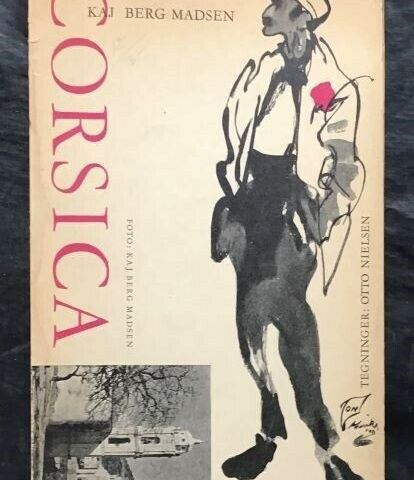 KAJ BERG MADSEN
CORSICA
FOTO: KAJ BERG MADSEN
TEGNINGER: OTTO NIELSEN